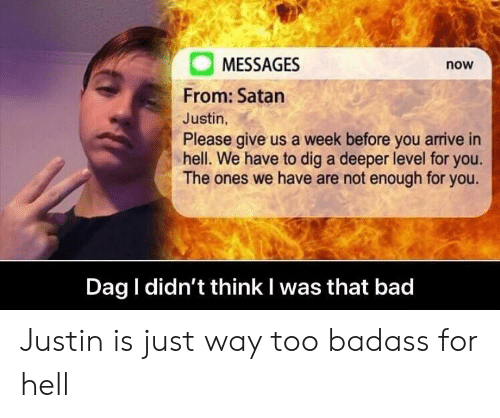 MESSAGES now
From: Satan
Justin,
Please give us a week before you arrive in
hell. We have to dig a deeper level for you.
The ones we have are not enough for you.
Dag I didn't think I was that bad
Justin is just way too badass for
hell